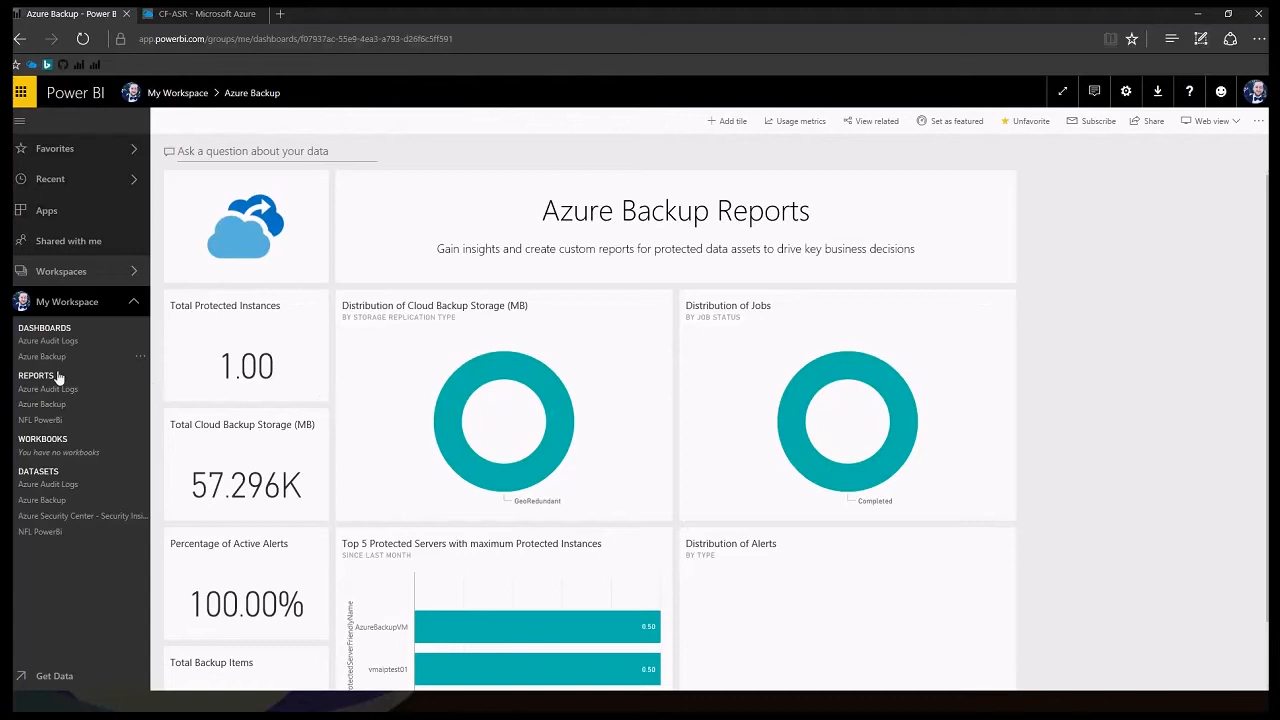 Azure Backup - Power B
CF-ASR - Microsoft Azure
app.powerbi.com/groups/me/dashboards/f07937ac-55e9-4ea3-a793-d26f6c5ff591
Power BI
My Workspace > Azure Backup
Add tile
Usage metrics
View related
Set as featured
Unfavorite
Subscribe
Share
Web view
Favorites
Recent
Apps
Shared with me
Workspaces
My Workspace
DASHBOARDS
Azure Audit Logs
Azure Backup
REPORTS
Azure Audit Logs
Azure Backup
NFL PowerBi
WORKBOOKS
You have no workbooks
DATASETS
Azure Audit Logs
Azure Backup
Azure Security Center - Security Insi...
NFL PowerBi
Get Data
Ask a question about your data
Azure Backup Reports
Gain insights and create custom reports for protected data assets to drive key business decisions
Total Protected Instances
1.00
Distribution of Cloud Backup Storage (MB)
BY STORAGE REPLICATION TYPE
GeoRedundant
Distribution of Jobs
BY JOB STATUS
Completed
Total Cloud Backup Storage (MB)
57.296K
Percentage of Active Alerts
100.00%
Top 5 Protected Servers with maximum Protected Instances
SINCE LAST MONTH
otectedServerFriendlyName
AzureBackupVM
0.50
vmaiptest01
0.50
Distribution of Alerts
BY TYPE
Total Backup Items